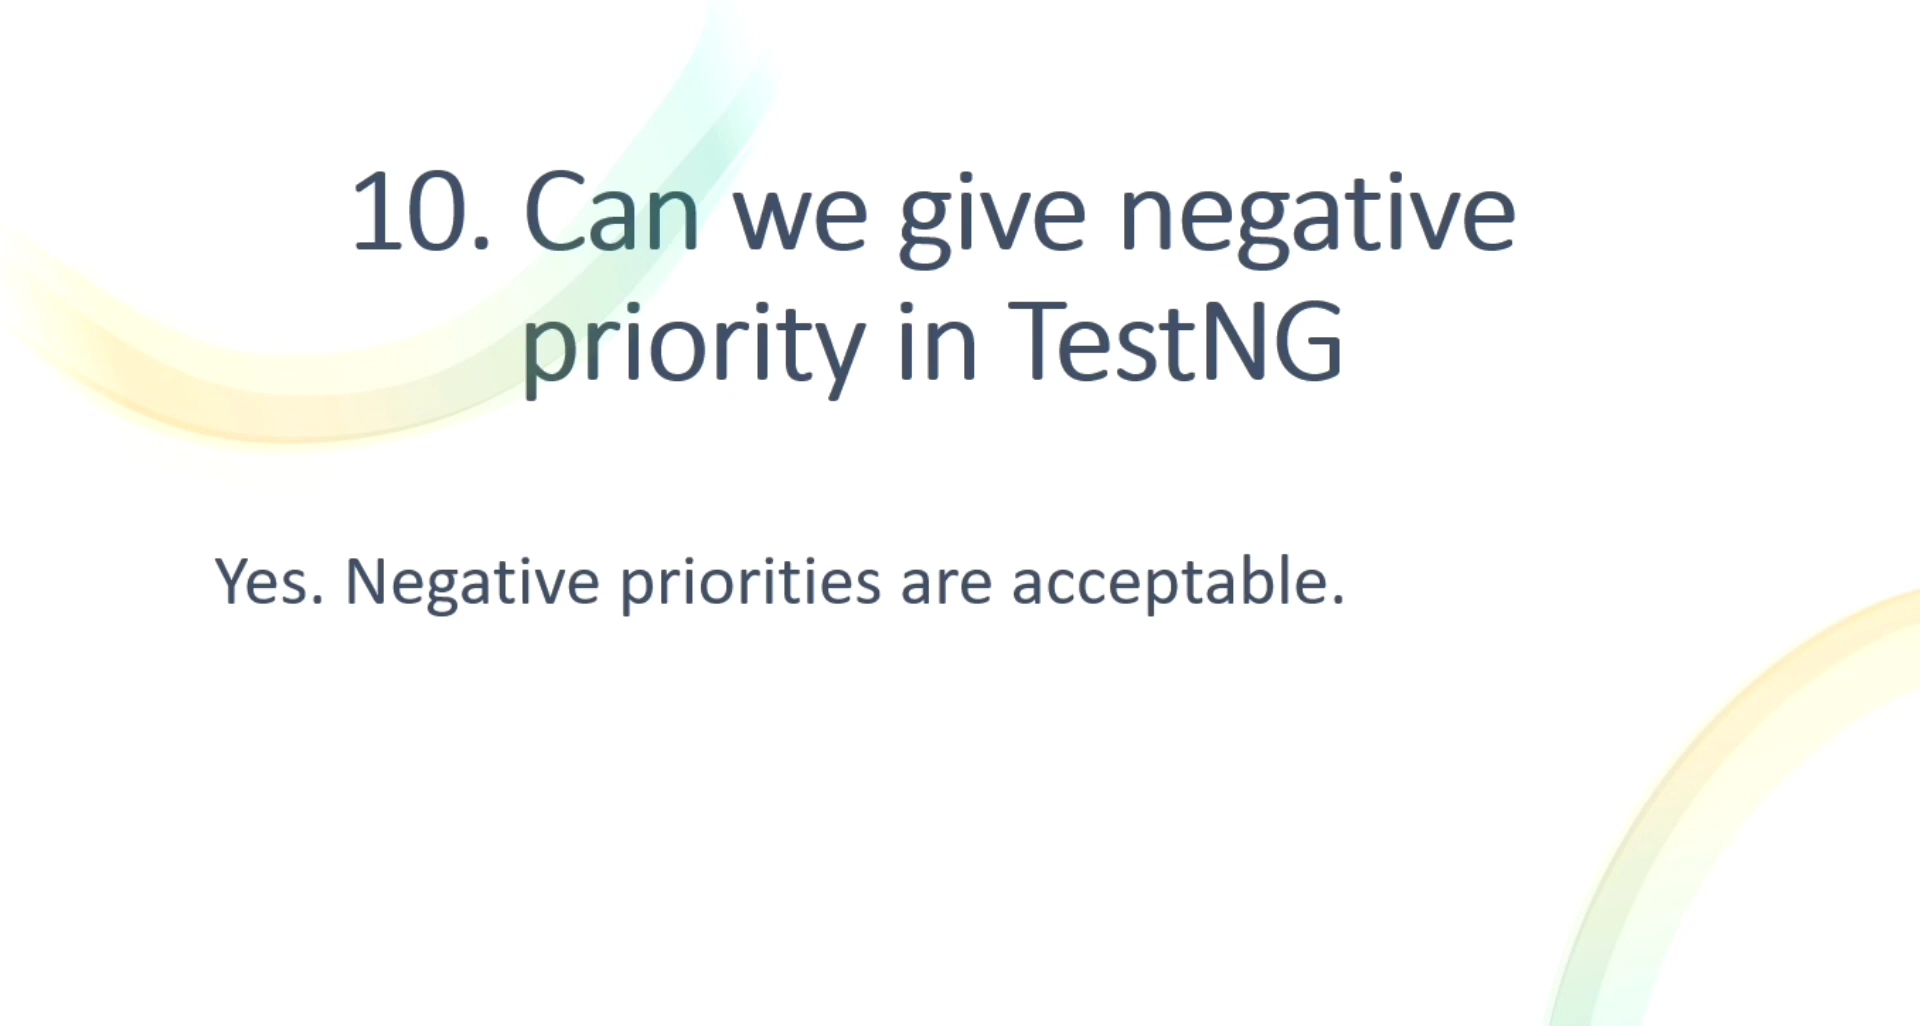 10. Can we give negative
priority in TestNG
Yes. Negative priorities are acceptable.